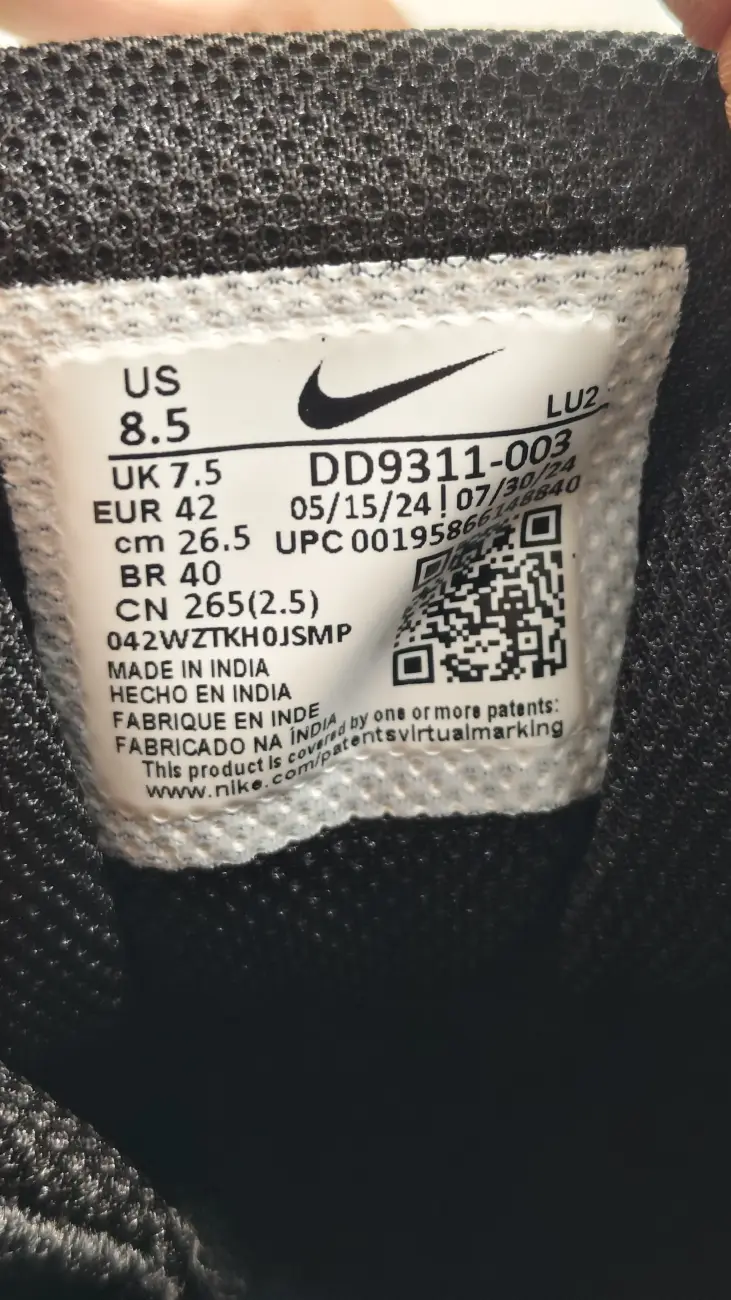 US
8.5
LU2
UK 7.5
DD9311-003
EUR 42
05/15/24 | 07/30/24
cm 26.5
UPC 00195866148840
BR 40
CN 265(2.5)
042WZTKH0JSMP
MADE IN INDIA
HECHO EN INDIA
FABRIQUE EN INDE
FABRICADO NA ÍNDIA
This product is covered by one or more patents:
www.nike.com/patentsvirtualmarking